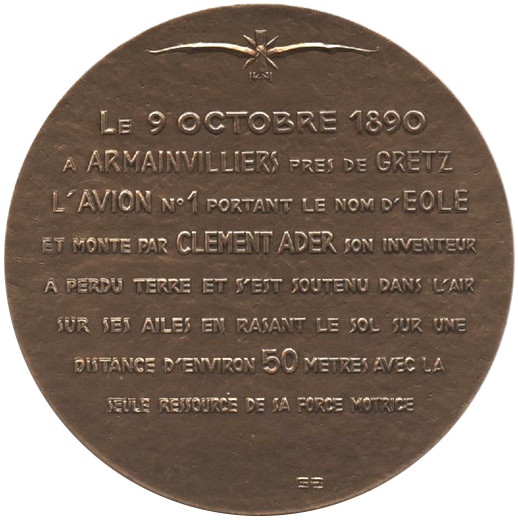 LE 9 OCTOBRE 1890
A ARMAINVILLIERS PRES DE GRETZ
L'AVION N°1 PORTANT LE NOM D'EOLE
ET MONTE PAR CLEMENT ADER SON INVENTEUR
A PERDU TERRE ET S'EST SOUTENU DANS L'AIR
SUR SES AILES EN RASANT LE SOL SUR UNE
DISTANCE D'ENVIRON 50 METRES AVEC LA
SEULE RESSOURCE DE SA FORCE MOTRICE